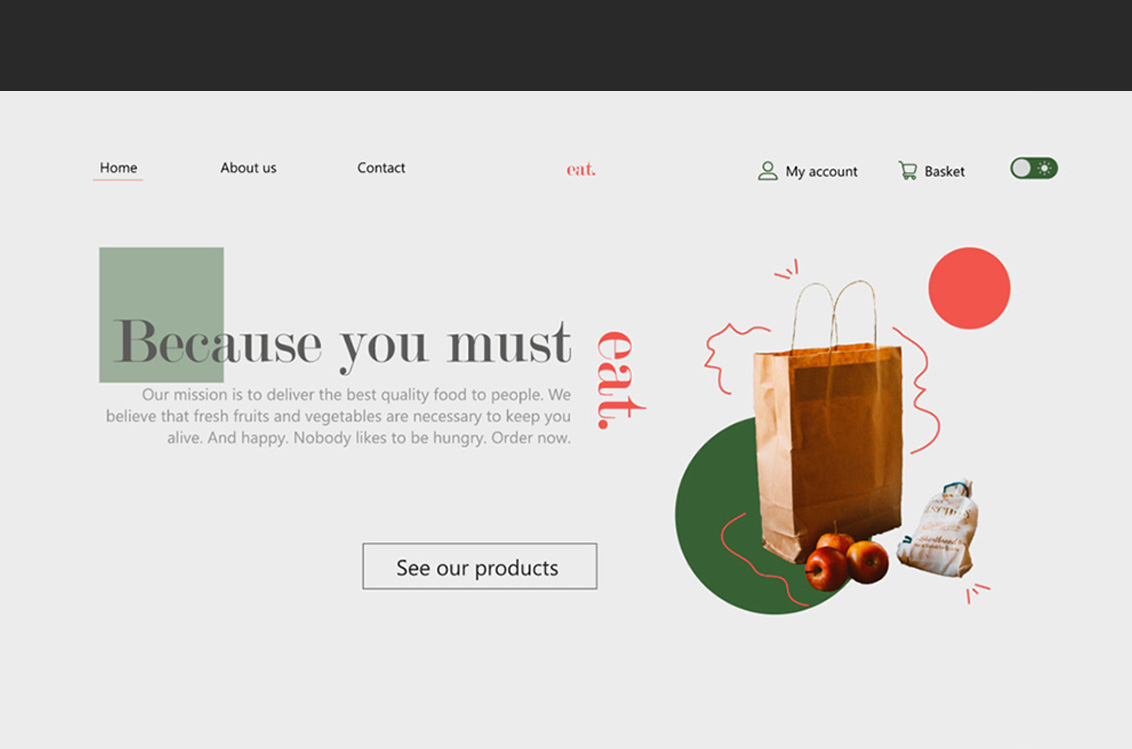 Home About us Contact eat. My account Basket
Because you must
eat.
Our mission is to deliver the best quality food to people. We
believe that fresh fruits and vegetables are necessary to keep you
alive. And happy. Nobody likes to be hungry. Order now.
See our products
Shortbread